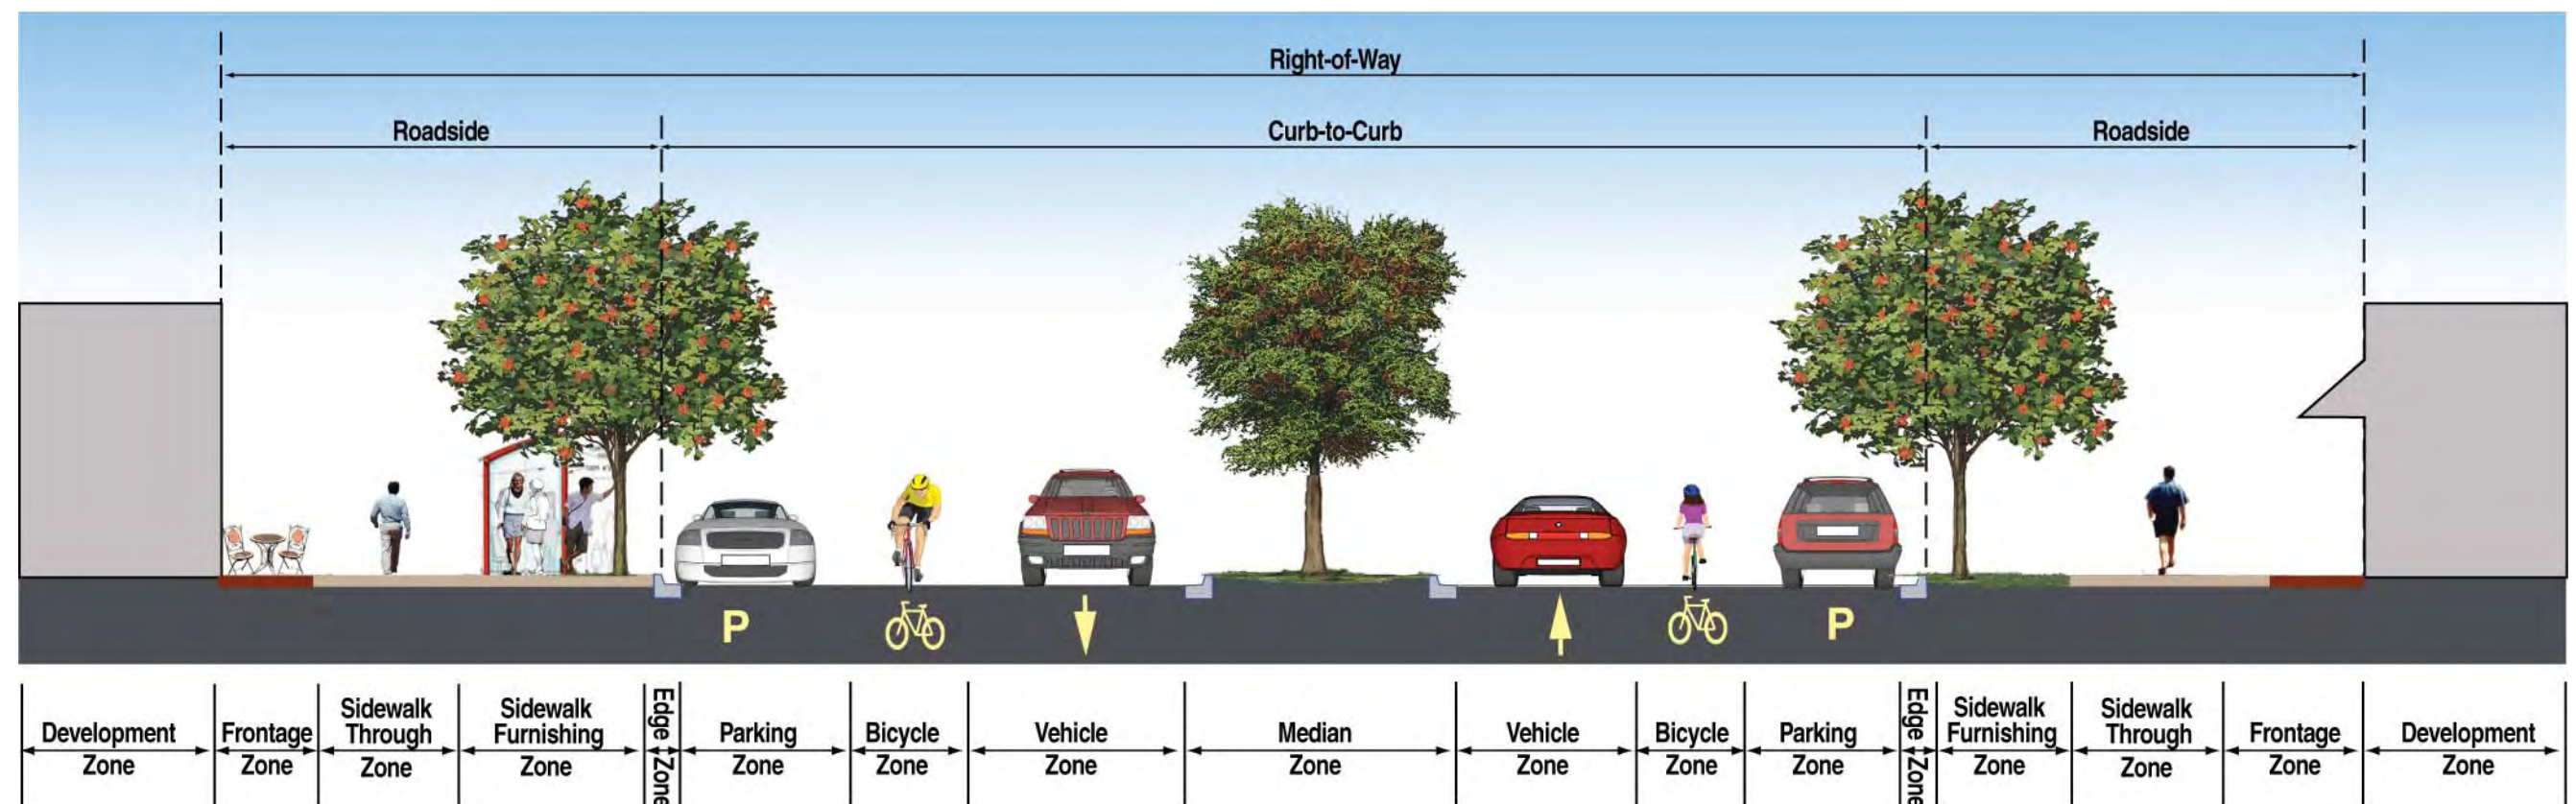 Right-of-Way
Roadside
Curb-to-Curb
Roadside
P
P
Development
Zone
Frontage
Zone
Sidewalk
Through
Zone
Sidewalk
Furnishing
Zone
Edge Zone
Parking
Zone
Bicycle
Zone
Vehicle
Zone
Median
Zone
Vehicle
Zone
Bicycle
Zone
Parking
Zone
Edge Zone
Sidewalk
Furnishing
Zone
Sidewalk
Through
Zone
Frontage
Zone
Development
Zone